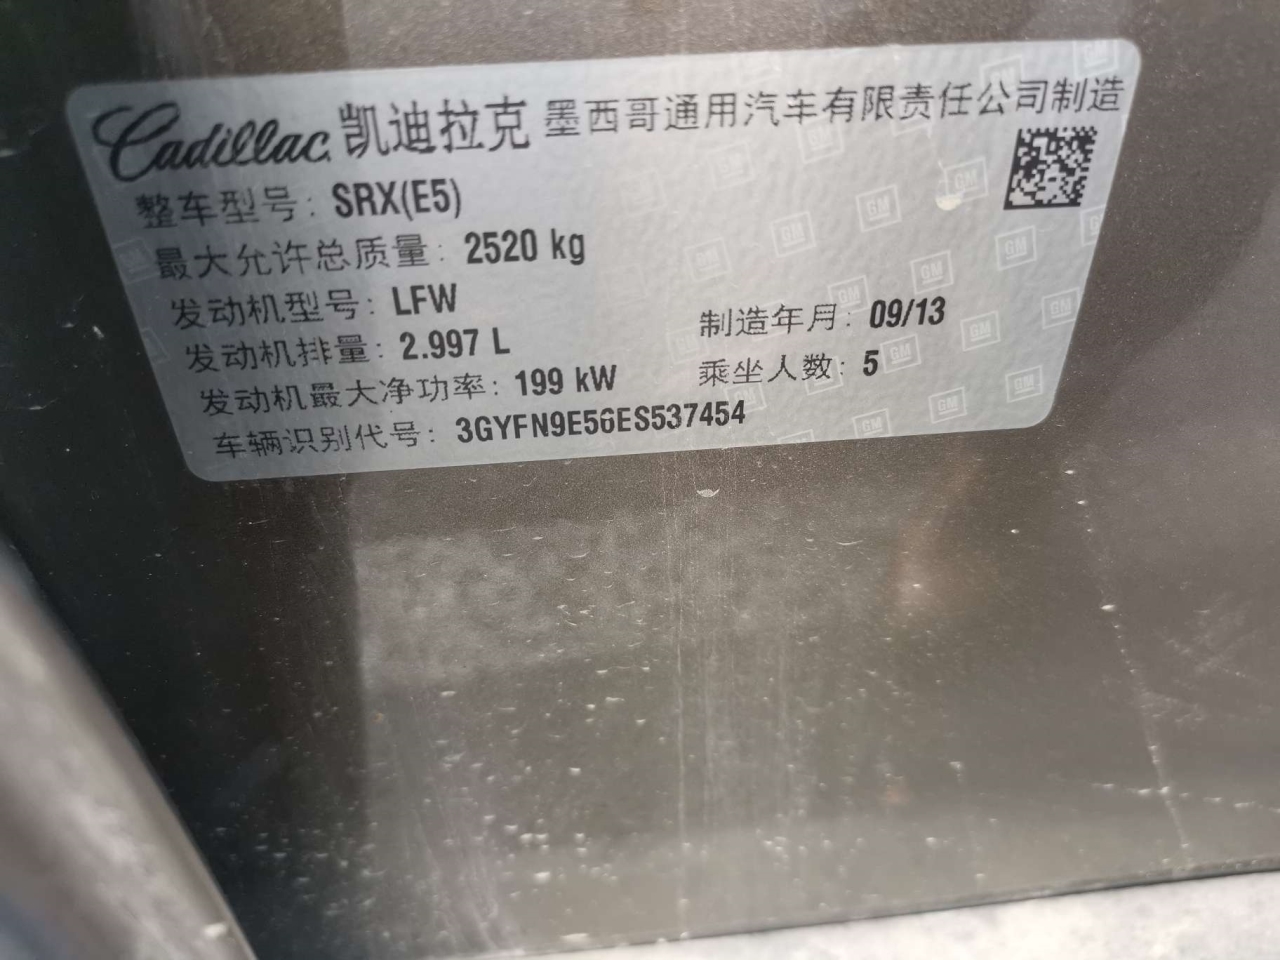 Cadillac 凯迪拉克 墨西哥通用汽车有限责任公司制造
整车型号: SRX(E5)
最大允许总质量: 2520 kg
发动机型号: LFW
发动机排量: 2.997 L 制造年月: 09/13
发动机最大净功率: 199 kW 乘坐人数: 5
车辆识别代号: 3GYFN9E56ES537454
GM